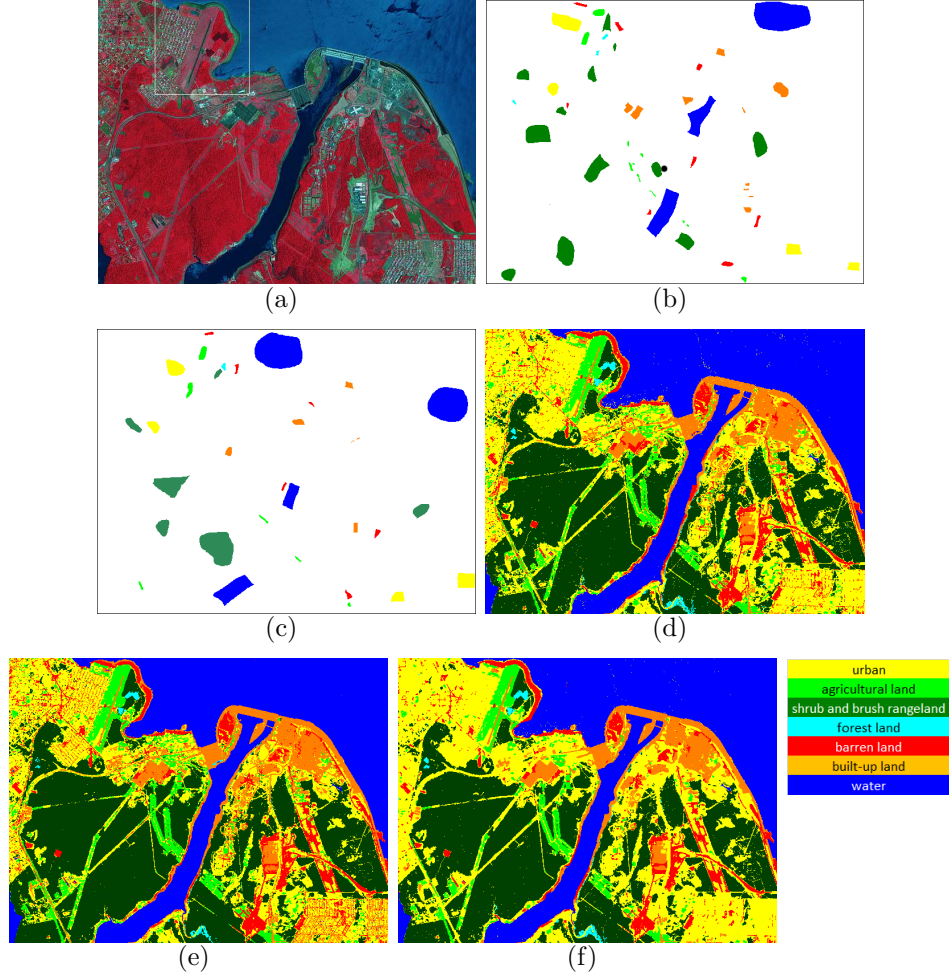 (a)
(b)
(c)
(d)
urban
agricultural land
shrub and brush rangeland
forest land
barren land
built-up land
water
(e)
(f)